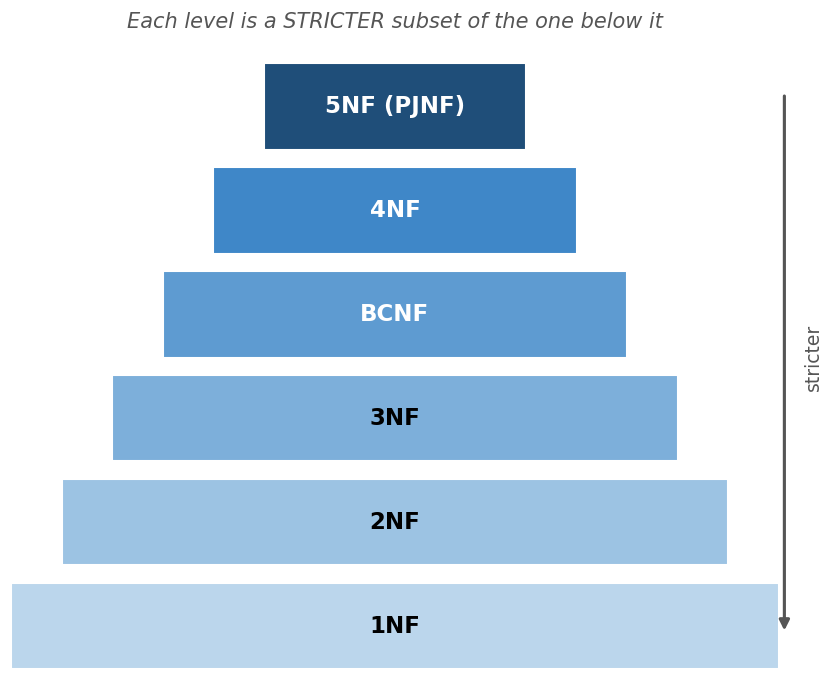 Each level is a STRICTER subset of the one below it
5NF (PJNF)
4NF
BCNF
stricter
3NF
2NF
1NF